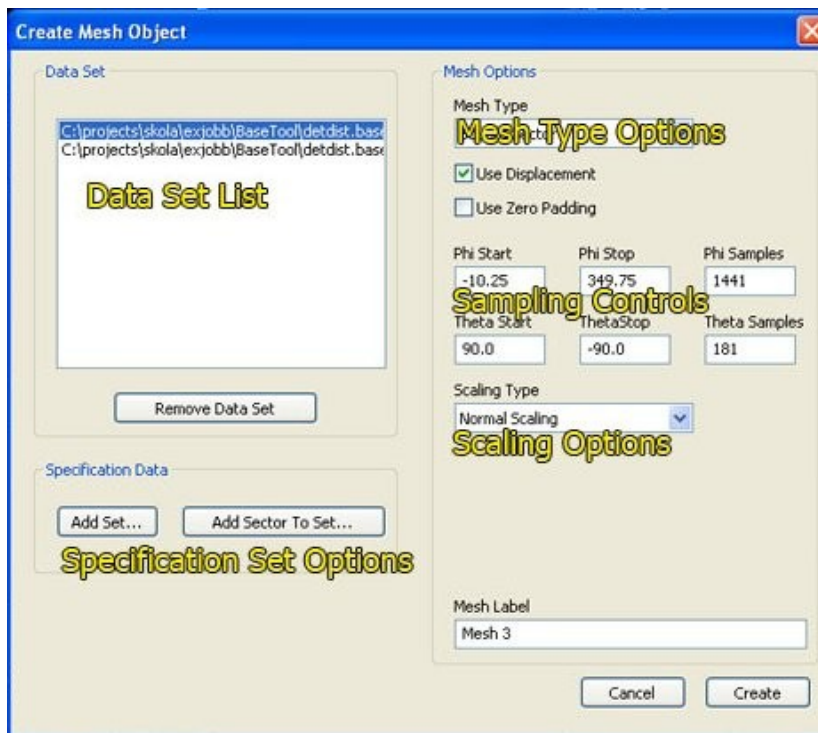 Create Mesh Object
Data Set
C:\projects\skola\exjobb\BaseTool\detdist.base
C:\projects\skola\exjobb\BaseTool\detdist.base
Data Set List
Remove Data Set
Specification Data
Add Set...
Add Sector To Set...
Specification Set Options
Mesh Options
Mesh Type
Mesh Type Options
Use Displacement
Use Zero Padding
Phi Start Phi Stop Phi Samples
-10.25 349.75 1441
Sampling Controls
Theta Start ThetaStop Theta Samples
90.0 -90.0 181
Scaling Type
Normal Scaling
Scaling Options
Mesh Label
Mesh 3
Cancel Create